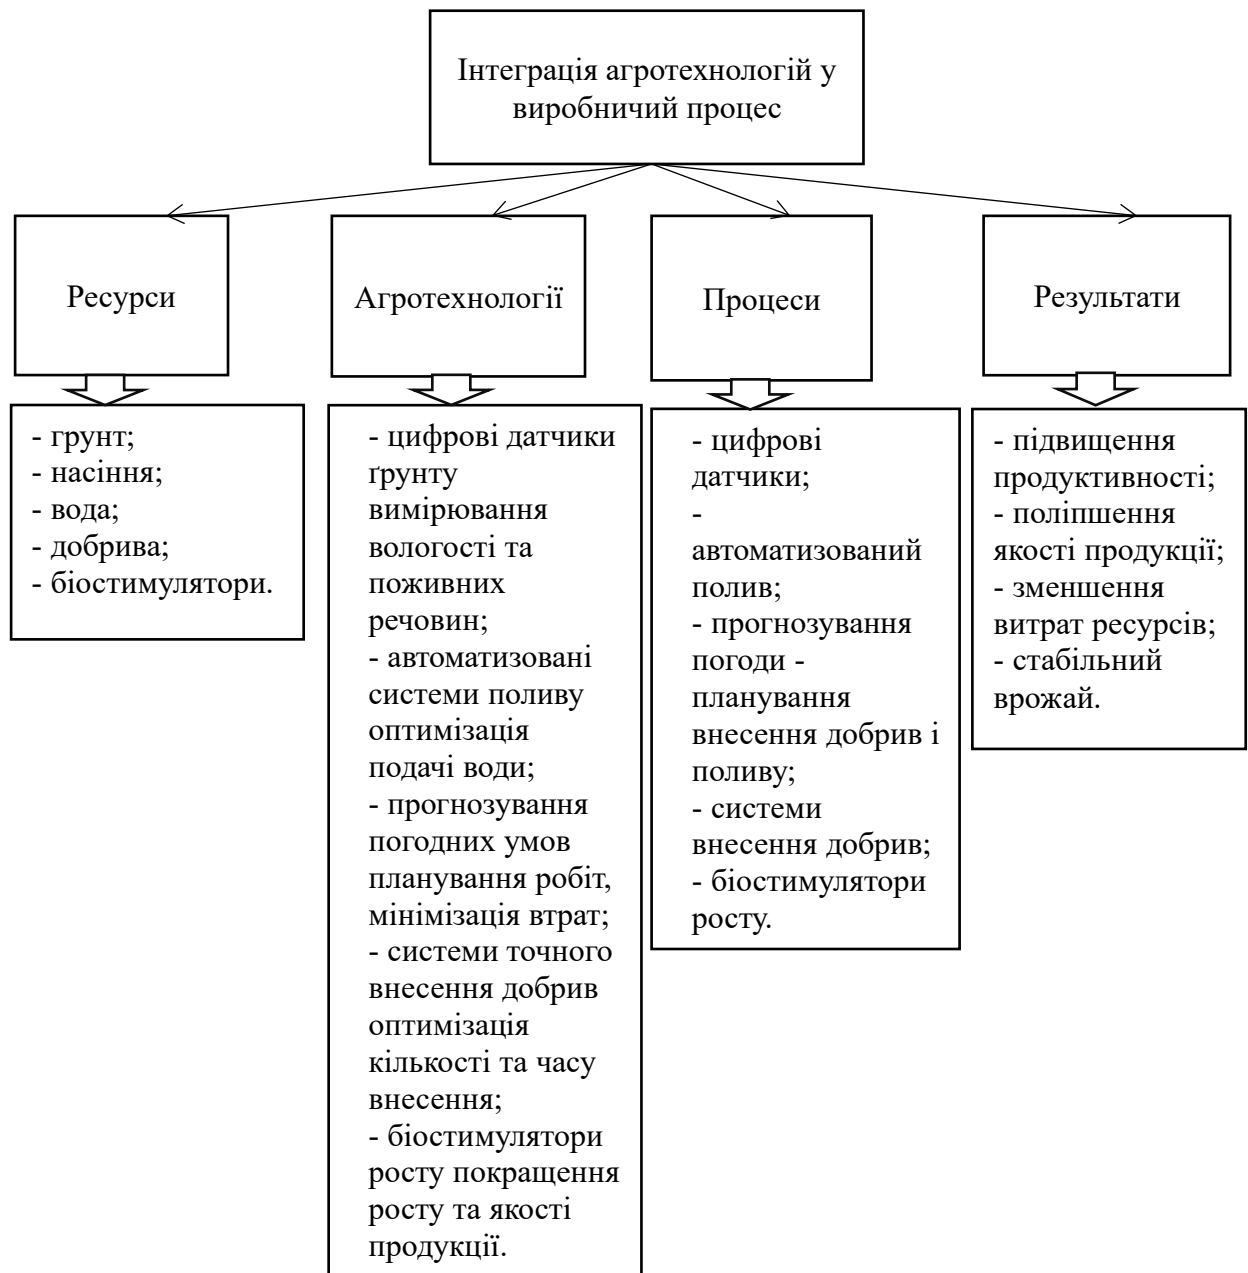 Інтеграція агротехнологій у
виробничий процес
Ресурси
- грунт;
- насіння;
- вода;
- добрива;
- біостимулятори.
Агротехнології
- цифрові датчики
ґрунту
вимірювання
вологості та
поживних
речовин;
- автоматизовані
системи поливу
оптимізація
подачі води;
- прогнозування
погодних умов
планування робіт,
мінімізація втрат;
- системи точного
внесення добрив
оптимізація
кількості та часу
внесення;
- біостимулятори
росту покращення
росту та якості
продукції.
Процеси
- цифрові
датчики;
-
автоматизований
полив;
- прогнозування
погоди -
планування
внесення добрив і
поливу;
- системи
внесення добрив;
- біостимулятори
росту.
Результати
- підвищення
продуктивності;
- поліпшення
якості продукції;
- зменшення
витрат ресурсів;
- стабільний
врожай.